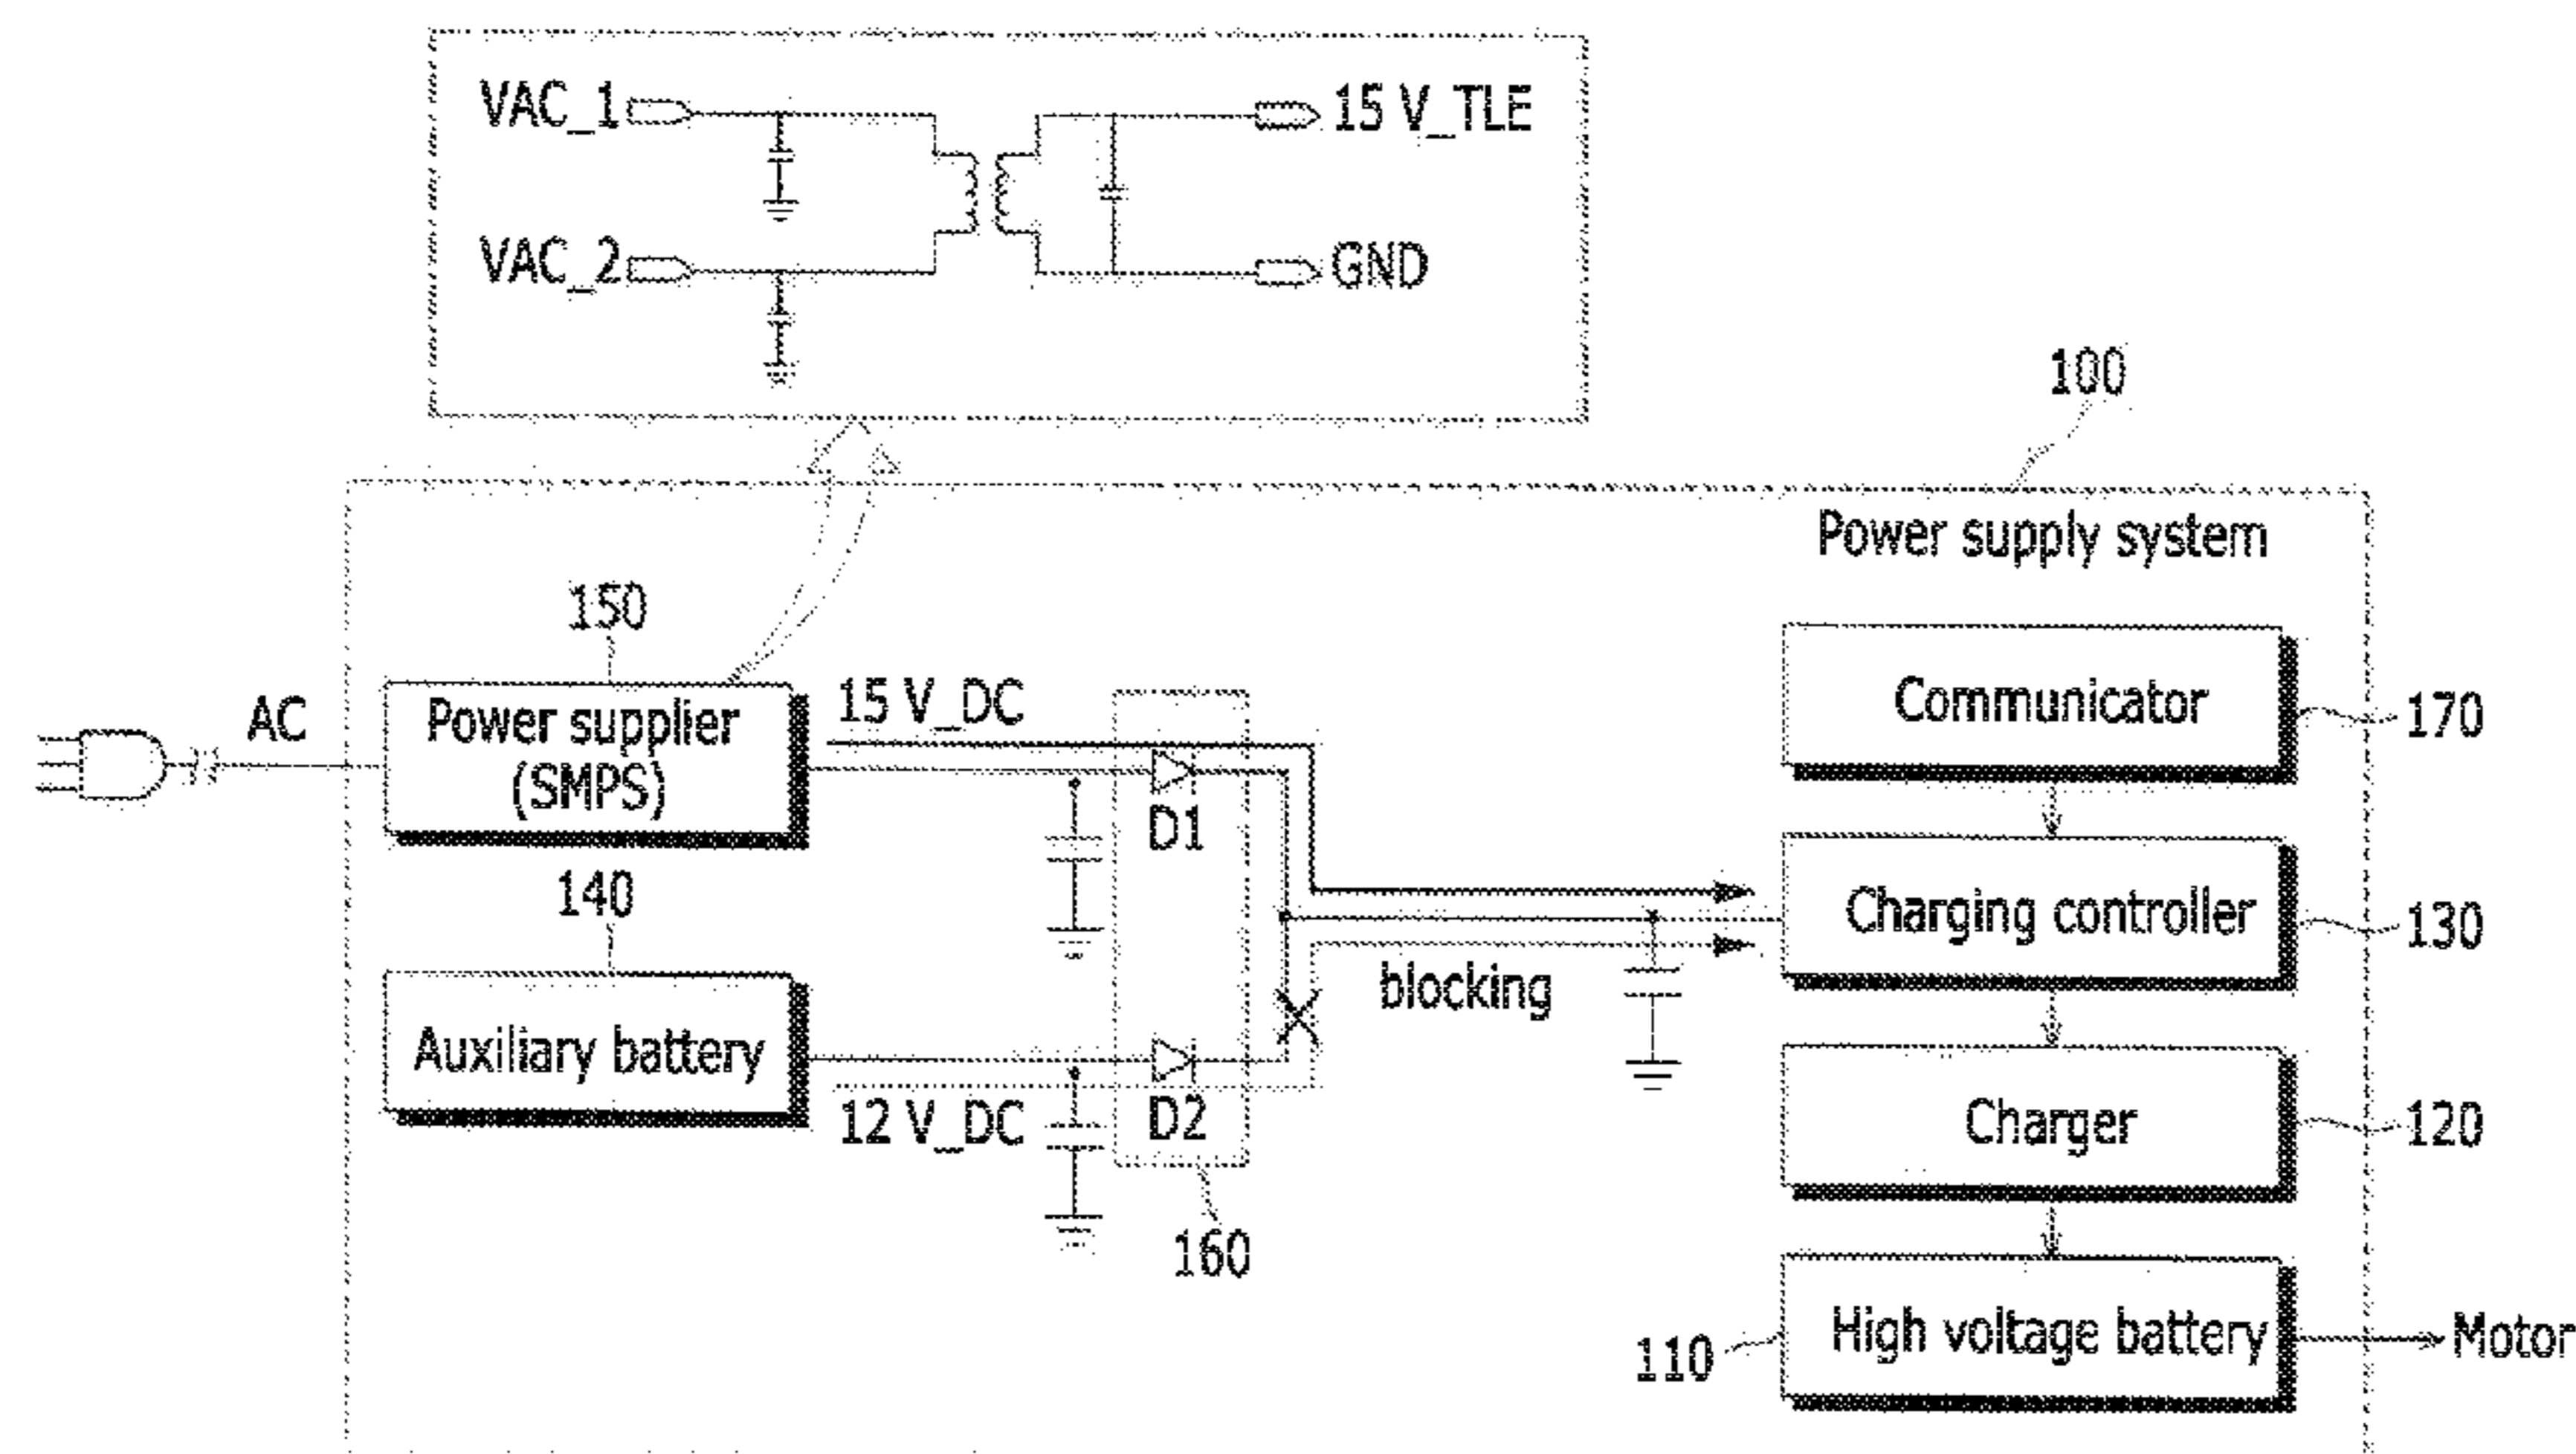 VAC_1
15 V_TLE
VAC_2
GND
100
Power supply system
150
AC
Power supplier
(SMPS)
15 V_DC
D1
Communicator
170
140
Charging controller
130
blocking
Auxiliary battery
12 V_DC
D2
160
Charger
120
High voltage battery
110
Motor